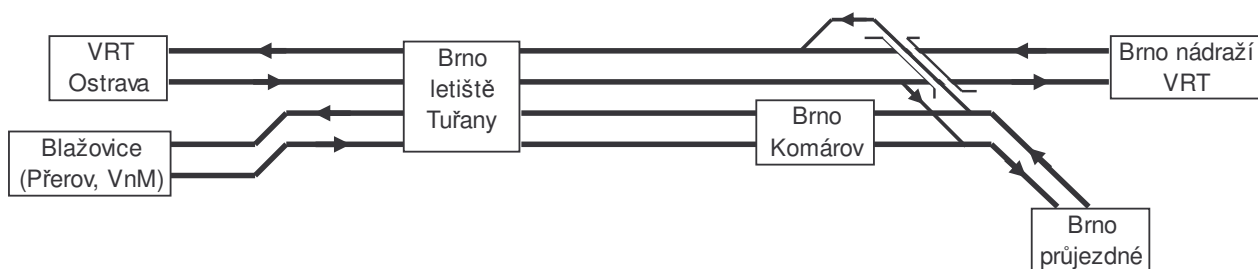 VRT
Ostrava
Brno
letiště
Tuřany
Brno nádraží
VRT
Blažovice
(Přerov, VnM)
Brno
Komárov
Brno
průjezdné